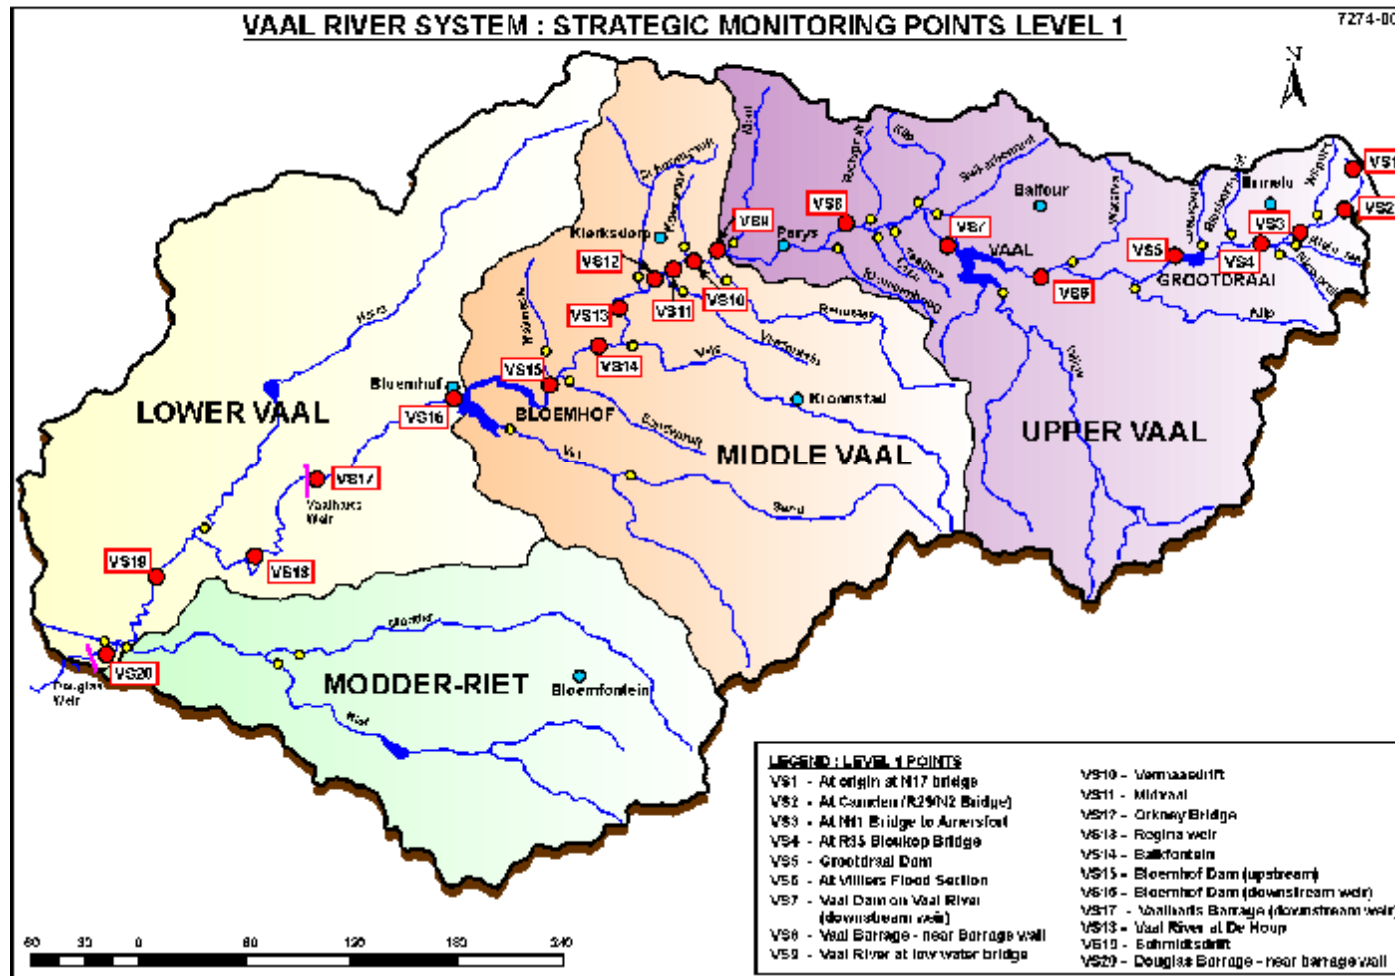 VAAL RIVER SYSTEM : STRATEGIC MONITORING POINTS LEVEL 1
N
VS1
Balfour
VS2
VS8
VS3
VS9
Parys
VS7
VAAL
Klerksdorp
VS5
VS4
VS12
GROOTDRAAI
VS6
VS10
VS11
VS13
Klip
VS14
Vals
VS15
Bloemhof
Kroonstad
BLOEMHOF
LOWER VAAL
VS16
UPPER VAAL
Vet
MIDDLE VAAL
VS17
Vaalharts
Weir
Sand
VS19
VS18
Modder
VS20
MODDER-RIET
Bloemfontein
Douglas
Weir
Riet
LEGEND : LEVEL 1 POINTS
VS1 - At origin at N17 bridge
VS2 - At Camden (R29/N2 Bridge)
VS3 - At N11 Bridge to Amersfort
VS4 - At R35 Bloukop Bridge
VS5 - Grootdraai Dam
VS6 - At Villiers Flood Section
VS7 - Vaal Dam on Vaal River
(downstream weir)
VS8 - Vaal Barrage - near Barrage wall
VS9 - Vaal River at low water bridge
VS10 - Vermaasdrift
VS11 - Midvaal
VS12 - Orkney Bridge
VS13 - Regina weir
VS14 - Balkfontein
VS15 - Bloemhof Dam (upstream)
VS16 - Bloemhof Dam (downstream weir)
VS17 - Vaalharts Barrage (downstream weir)
VS18 - Vaal River at De Hoop
VS19 - Schmidtsdrift
VS20 - Douglas Barrage - near barrage wall
60 30 0 60 120 180 240